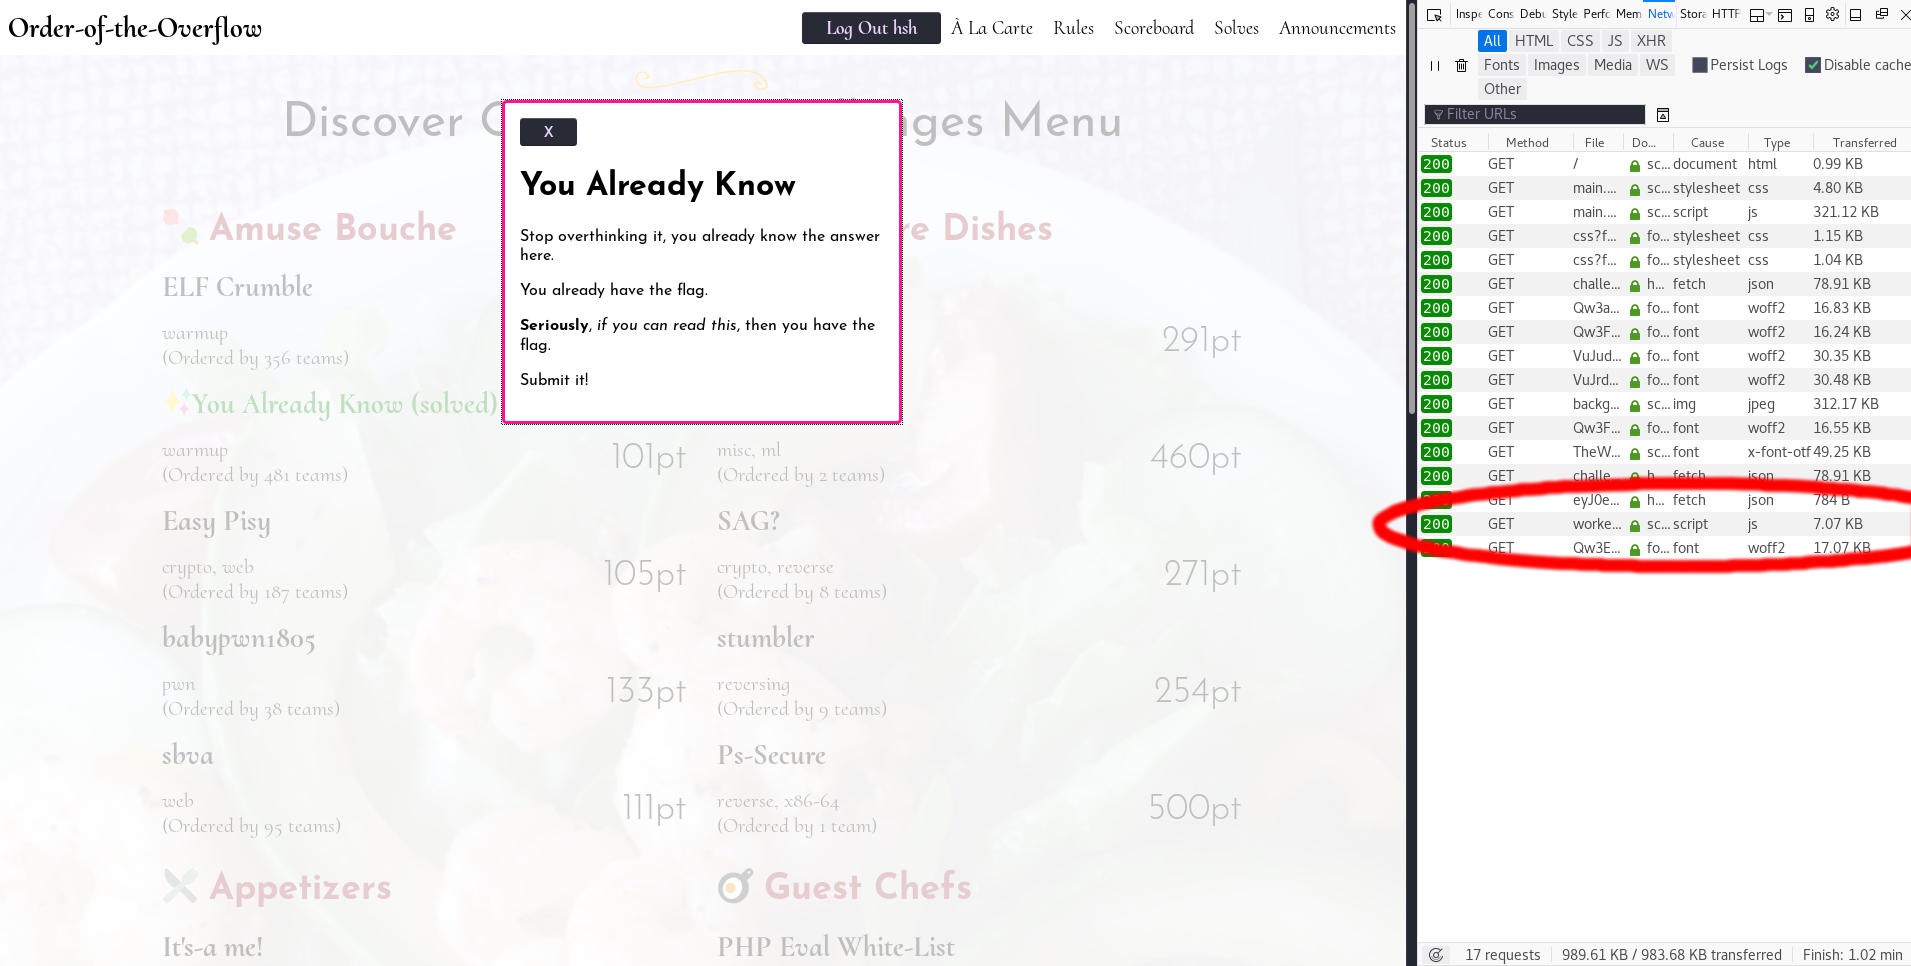 Order-of-the-Overflow
Log Out hsh
À La Carte
Rules
Scoreboard
Solves
Announcements
Discover
nges Menu
X
You Already Know
Stop overthinking it, you already know the answer
here.
You already have the flag.
Seriously, if you can read this, then you have the
flag.
Submit it!
Amuse Bouche
re Dishes
ELF Crumble
warmup
(Ordered by 356 teams)
291pt
You Already Know (solved)
warmup
(Ordered by 481 teams)
101pt
misc, ml
(Ordered by 2 teams)
460pt
Easy Pisy
crypto, web
(Ordered by 187 teams)
105pt
SAG?
crypto, reverse
(Ordered by 8 teams)
271pt
babypwn1805
pwn
(Ordered by 38 teams)
133pt
stumbler
reversing
(Ordered by 9 teams)
254pt
sbva
web
(Ordered by 95 teams)
111pt
Ps-Secure
reverse, x86-64
(Ordered by 1 team)
500pt
Appetizers
Guest Chefs
It's-a me!
PHP Eval White-List
Inspe Cons Debu Style Perfc Mem Netw Stora HTTP
All HTML CSS JS XHR
Fonts Images Media WS
Other
Persist Logs Disable cache
Filter URLs
Status Method File Do... Cause Type Transferred
200 GET / sc... document html 0.99 KB
200 GET main.... sc... stylesheet css 4.80 KB
200 GET main.... sc... script js 321.12 KB
200 GET css?f... fo... stylesheet css 1.15 KB
200 GET css?f... fo... stylesheet css 1.04 KB
200 GET challe... h... fetch json 78.91 KB
200 GET Qw3a... fo... font woff2 16.83 KB
200 GET Qw3F... fo... font woff2 16.24 KB
200 GET VuJud... fo... font woff2 30.35 KB
200 GET VuJrd... fo... font woff2 30.48 KB
200 GET backg... sc... img jpeg 312.17 KB
200 GET Qw3F... fo... font woff2 16.55 KB
200 GET TheW... sc... font x-font-otf 49.25 KB
200 GET challe... h... fetch json 78.91 KB
GET eyJ0e... h... fetch json 784 B
200 GET worke... sc... script js 7.07 KB
GET Qw3E... fo... font woff2 17.07 KB
17 requests 989.61 KB / 983.68 KB transferred Finish: 1.02 min